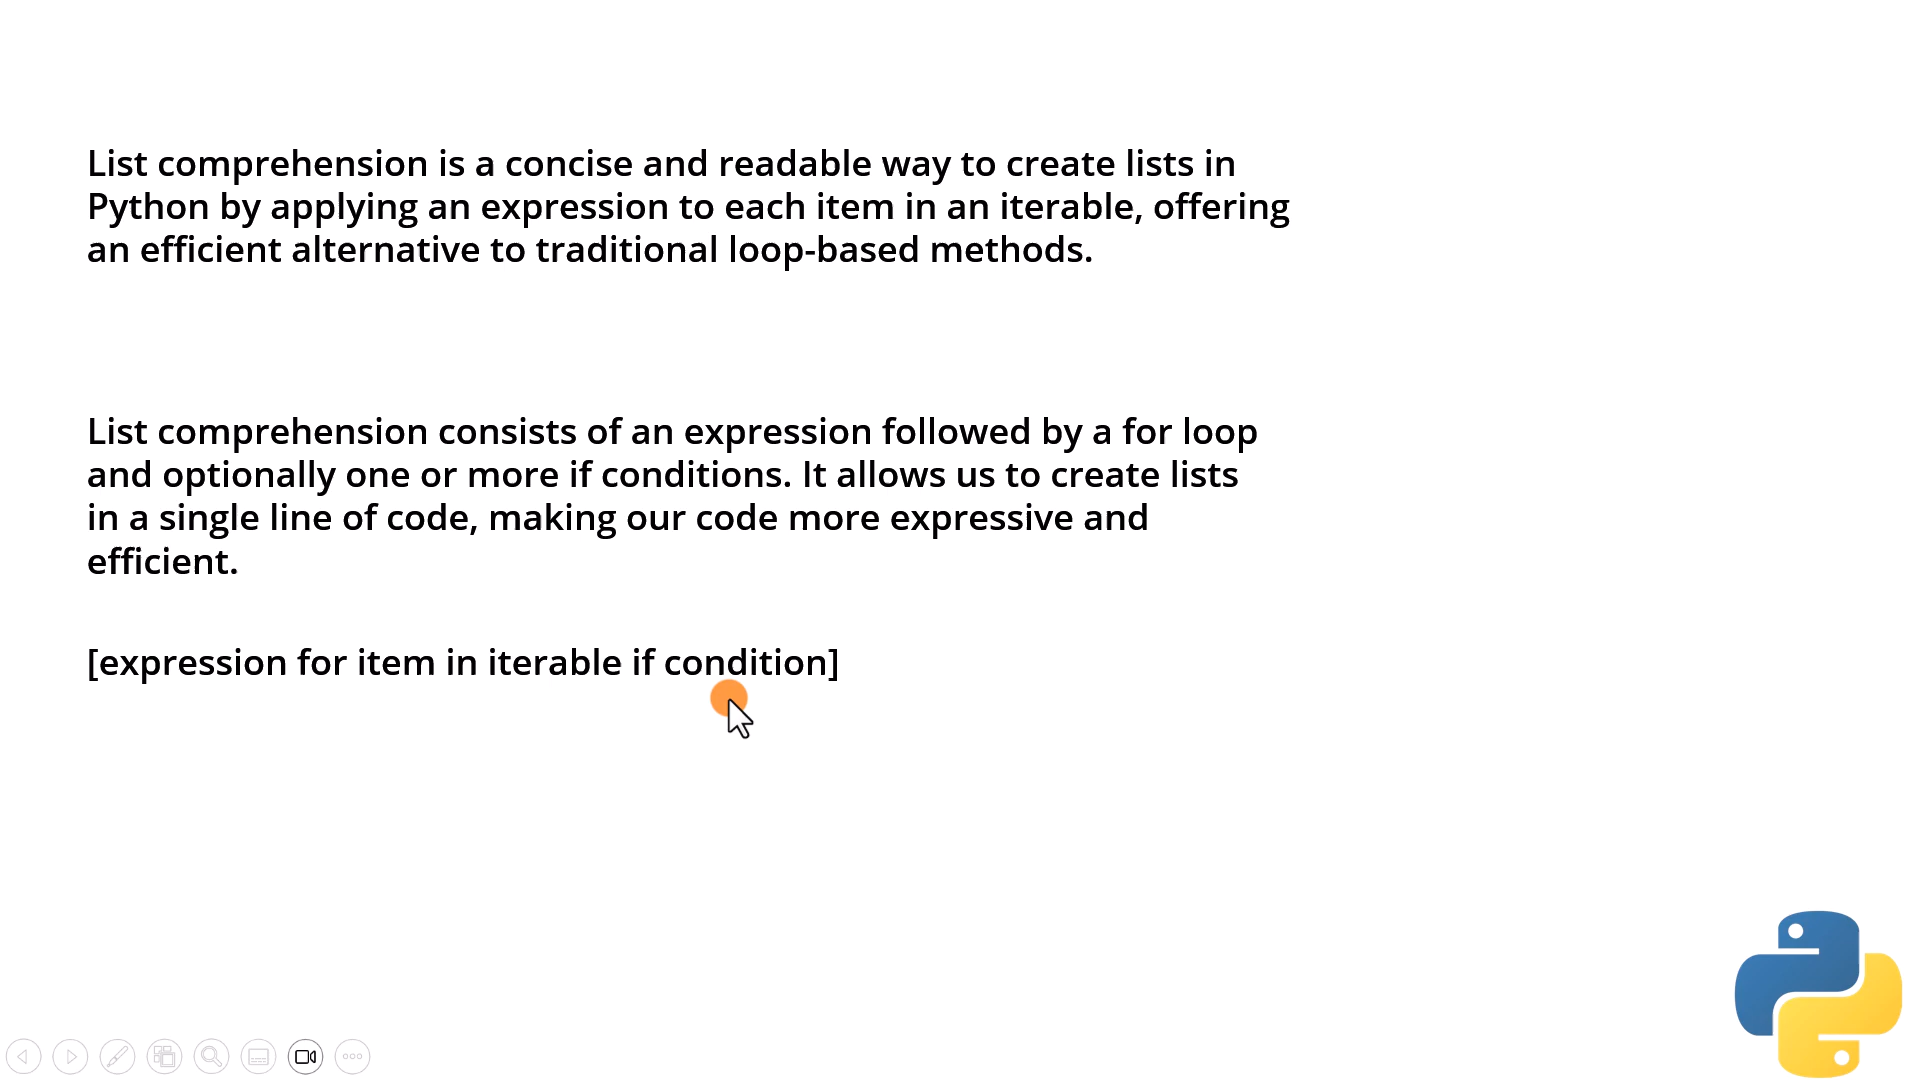 List comprehension is a concise and readable way to create lists in
Python by applying an expression to each item in an iterable, offering
an efficient alternative to traditional loop-based methods.
List comprehension consists of an expression followed by a for loop
and optionally one or more if conditions. It allows us to create lists
in a single line of code, making our code more expressive and
efficient.
[expression for item in iterable if condition]